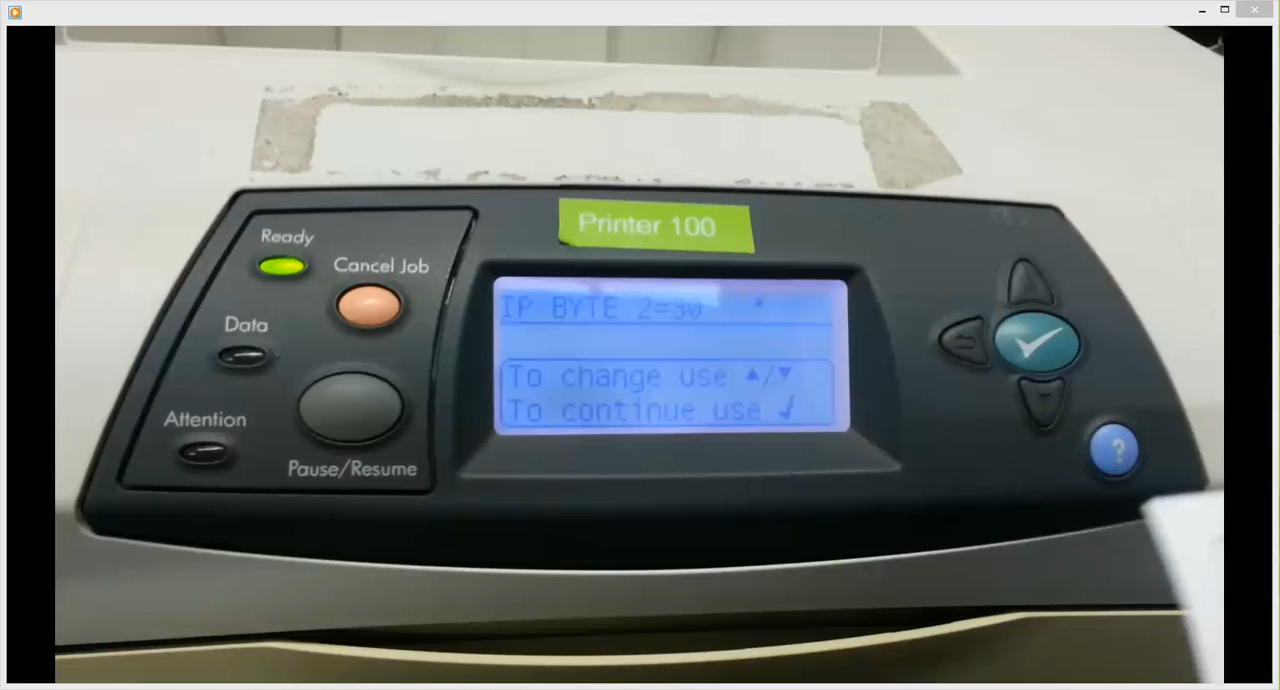 Printer 100
Ready
Cancel Job
Data
Attention
Pause/Resume
IP BYTE 2=30 *
To change use ▲/▼
To continue use ✓
?